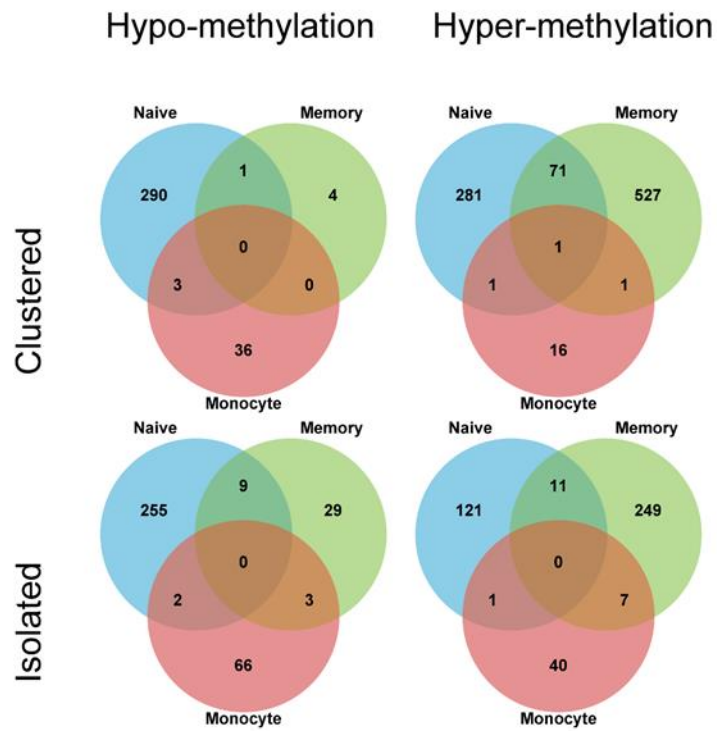 Hypo-methylation Hyper-methylation
Clustered
Naive Memory
290 1 4
0
3 0
36
Monocyte
Naive Memory
281 71 527
1
1 1
16
Monocyte
Isolated
Naive Memory
255 9 29
0
2 3
66
Monocyte
Naive Memory
121 11 249
0
1 7
40
Monocyte